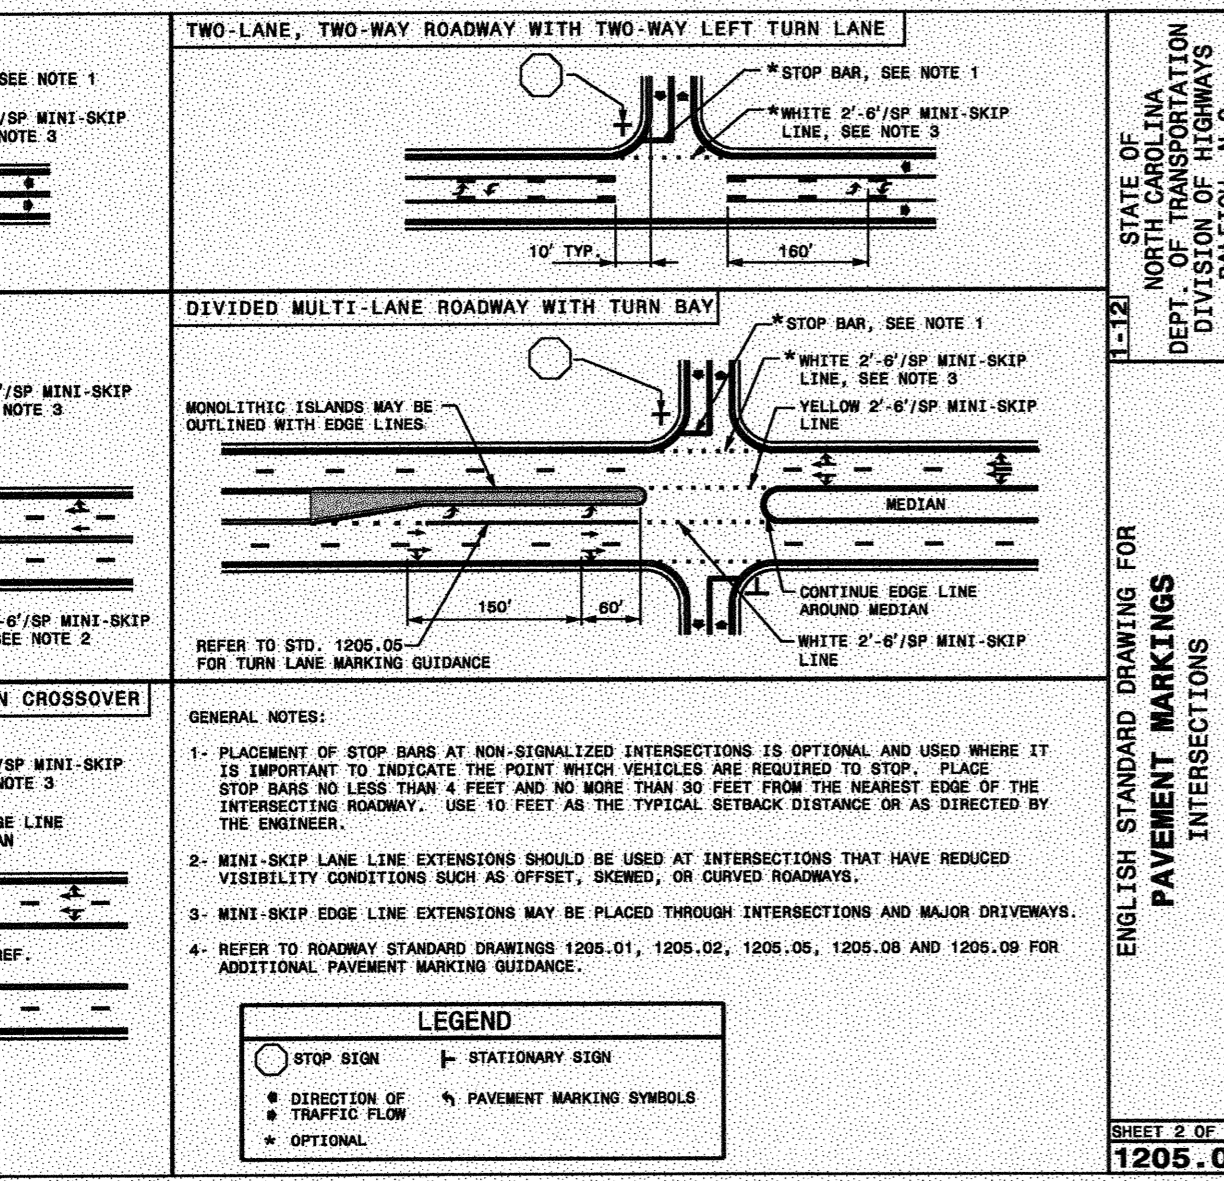 SEE NOTE 1
/SP MINI-SKIP
NOTE 3
'/SP MINI-SKIP
NOTE 3
-6'/SP MINI-SKIP
SEE NOTE 2
N CROSSOVER
/SP MINI-SKIP
NOTE 3
GE LINE
AN
REF.
TWO-LANE, TWO-WAY ROADWAY WITH TWO-WAY LEFT TURN LANE
*STOP BAR, SEE NOTE 1
*WHITE 2'-6'/SP MINI-SKIP
LINE, SEE NOTE 3
10' TYP.
160'
DIVIDED MULTI-LANE ROADWAY WITH TURN BAY
*STOP BAR, SEE NOTE 1
*WHITE 2'-6'/SP MINI-SKIP
LINE, SEE NOTE 3
MONOLITHIC ISLANDS MAY BE
OUTLINED WITH EDGE LINES
YELLOW 2'-6'/SP MINI-SKIP
LINE
MEDIAN
150'
60'
CONTINUE EDGE LINE
AROUND MEDIAN
REFER TO STD. 1205.05
FOR TURN LANE MARKING GUIDANCE
WHITE 2'-6'/SP MINI-SKIP
LINE
GENERAL NOTES:
1- PLACEMENT OF STOP BARS AT NON-SIGNALIZED INTERSECTIONS IS OPTIONAL AND USED WHERE IT
IS IMPORTANT TO INDICATE THE POINT WHICH VEHICLES ARE REQUIRED TO STOP. PLACE
STOP BARS NO LESS THAN 4 FEET AND NO MORE THAN 30 FEET FROM THE NEAREST EDGE OF THE
INTERSECTING ROADWAY. USE 10 FEET AS THE TYPICAL SETBACK DISTANCE OR AS DIRECTED BY
THE ENGINEER.
2- MINI-SKIP LANE LINE EXTENSIONS SHOULD BE USED AT INTERSECTIONS THAT HAVE REDUCED
VISIBILITY CONDITIONS SUCH AS OFFSET, SKEWED, OR CURVED ROADWAYS.
3- MINI-SKIP EDGE LINE EXTENSIONS MAY BE PLACED THROUGH INTERSECTIONS AND MAJOR DRIVEWAYS.
4- REFER TO ROADWAY STANDARD DRAWINGS 1205.01, 1205.02, 1205.05, 1205.08 AND 1205.09 FOR
ADDITIONAL PAVEMENT MARKING GUIDANCE.
LEGEND
STOP SIGN
STATIONARY SIGN
DIRECTION OF
TRAFFIC FLOW
PAVEMENT MARKING SYMBOLS
* OPTIONAL
1-12
STATE OF
NORTH CAROLINA
DEPT. OF TRANSPORTATION
DIVISION OF HIGHWAYS
ENGLISH STANDARD DRAWING FOR
PAVEMENT MARKINGS
INTERSECTIONS
SHEET 2 OF
1205.0